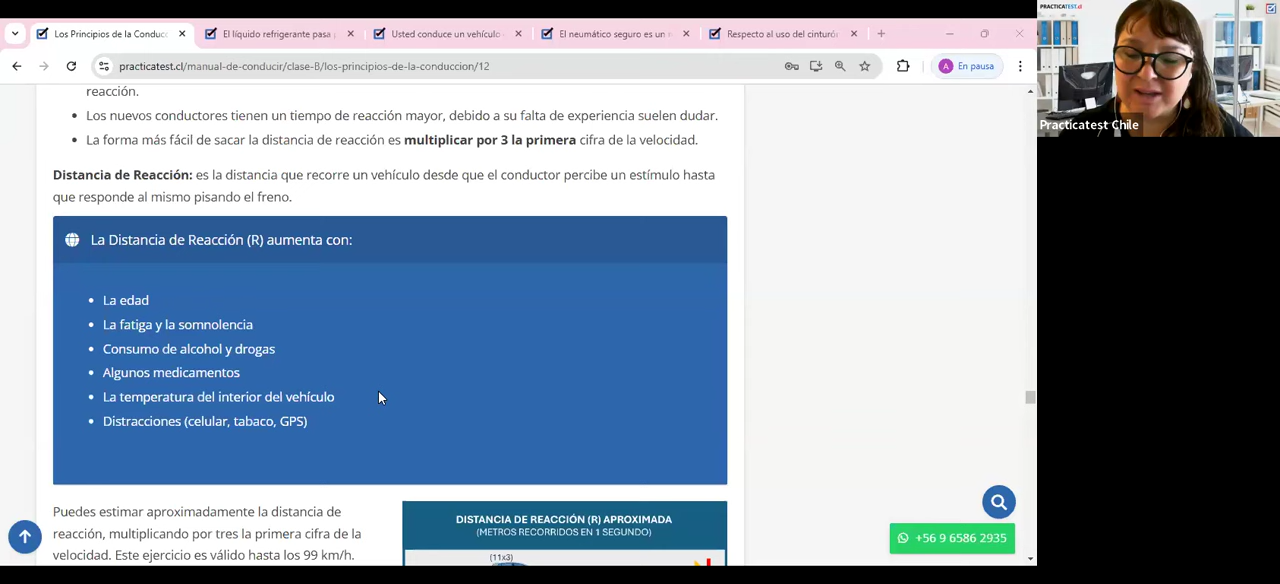 Los Principios de la Conducc
El líquido refrigerante pasa p
Usted conduce un vehículo
El neumático seguro es un n
Respecto al uso del cinturón
practicatest.cl/manual-de-conducir/clase-B/los-principios-de-la-conduccion/12
A
En pausa
PRACTICATEST.cl
Practicatest Chile
reacción.
Los nuevos conductores tienen un tiempo de reacción mayor, debido a su falta de experiencia suelen dudar.
La forma más fácil de sacar la distancia de reacción es multiplicar por 3 la primera cifra de la velocidad.
Distancia de Reacción: es la distancia que recorre un vehículo desde que el conductor percibe un estímulo hasta
que responde al mismo pisando el freno.
La Distancia de Reacción (R) aumenta con:
La edad
La fatiga y la somnolencia
Consumo de alcohol y drogas
Algunos medicamentos
La temperatura del interior del vehículo
Distracciones (celular, tabaco, GPS)
Puedes estimar aproximadamente la distancia de
reacción, multiplicando por tres la primera cifra de la
velocidad. Este ejercicio es válido hasta los 99 km/h.
DISTANCIA DE REACCIÓN (R) APROXIMADA
(METROS RECORRIDOS EN 1 SEGUNDO)
(11x3)
+56 9 6586 2935